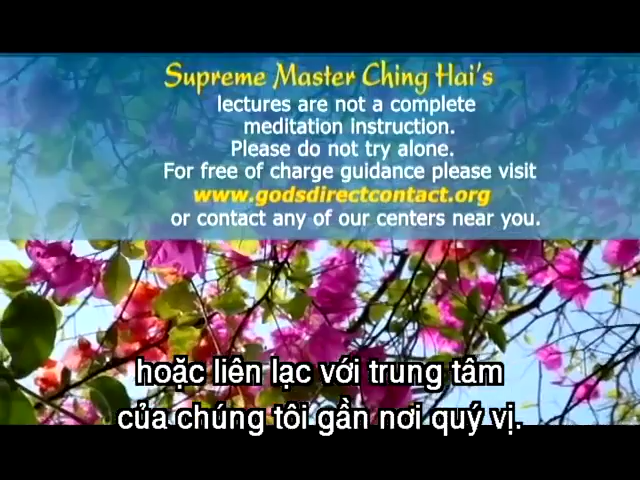 Supreme Master Ching Hai's
lectures are not a complete
meditation instruction.
Please do not try alone.
For free of charge guidance please visit
www.godsdirectcontact.org
or contact any of our centers near you.
hoặc liên lạc với trung tâm
của chúng tôi gần nơi quý vị.